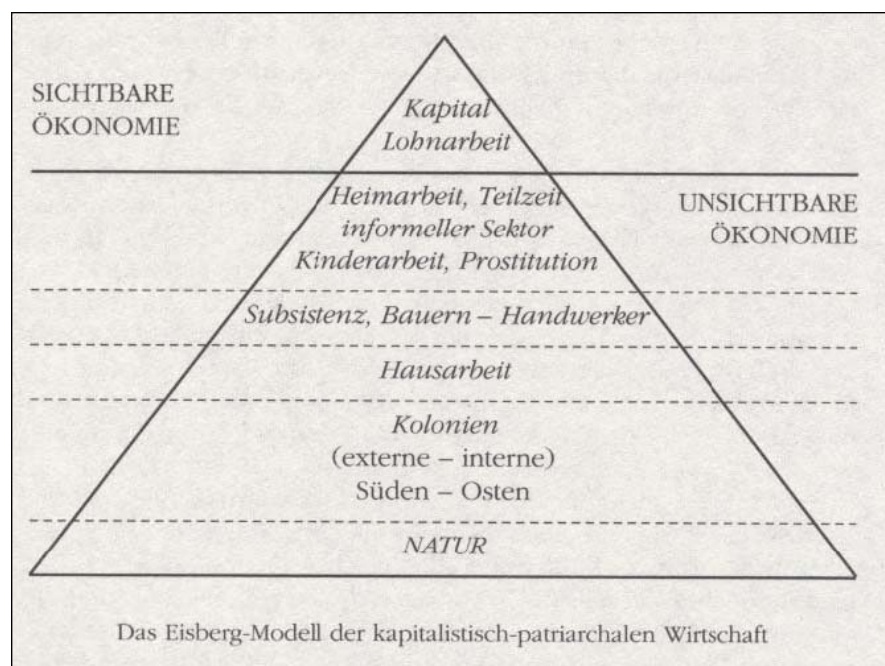 SICHTBARE
ÖKONOMIE
Kapital
Lohnarbeit
Heimarbeit, Teilzeit
informeller Sektor
Kinderarbeit, Prostitution
UNSICHTBARE
ÖKONOMIE
Subsistenz, Bauern – Handwerker
Hausarbeit
Kolonien
(externe – interne)
Süden – Osten
NATUR
Das Eisberg-Modell der kapitalistisch-patriarchalen Wirtschaft